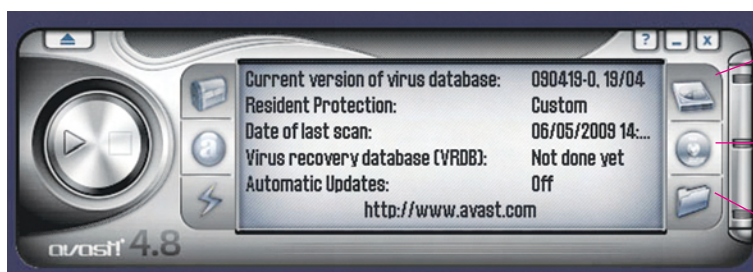 ? _ x
Current version of virus database: 090419-0, 19/04
Resident Protection: Custom
Date of last scan: 06/05/2009 14:...
Virus recovery database (VRDB): Not done yet
Automatic Updates: Off
http://www.avast.com
a
avast! 4.8